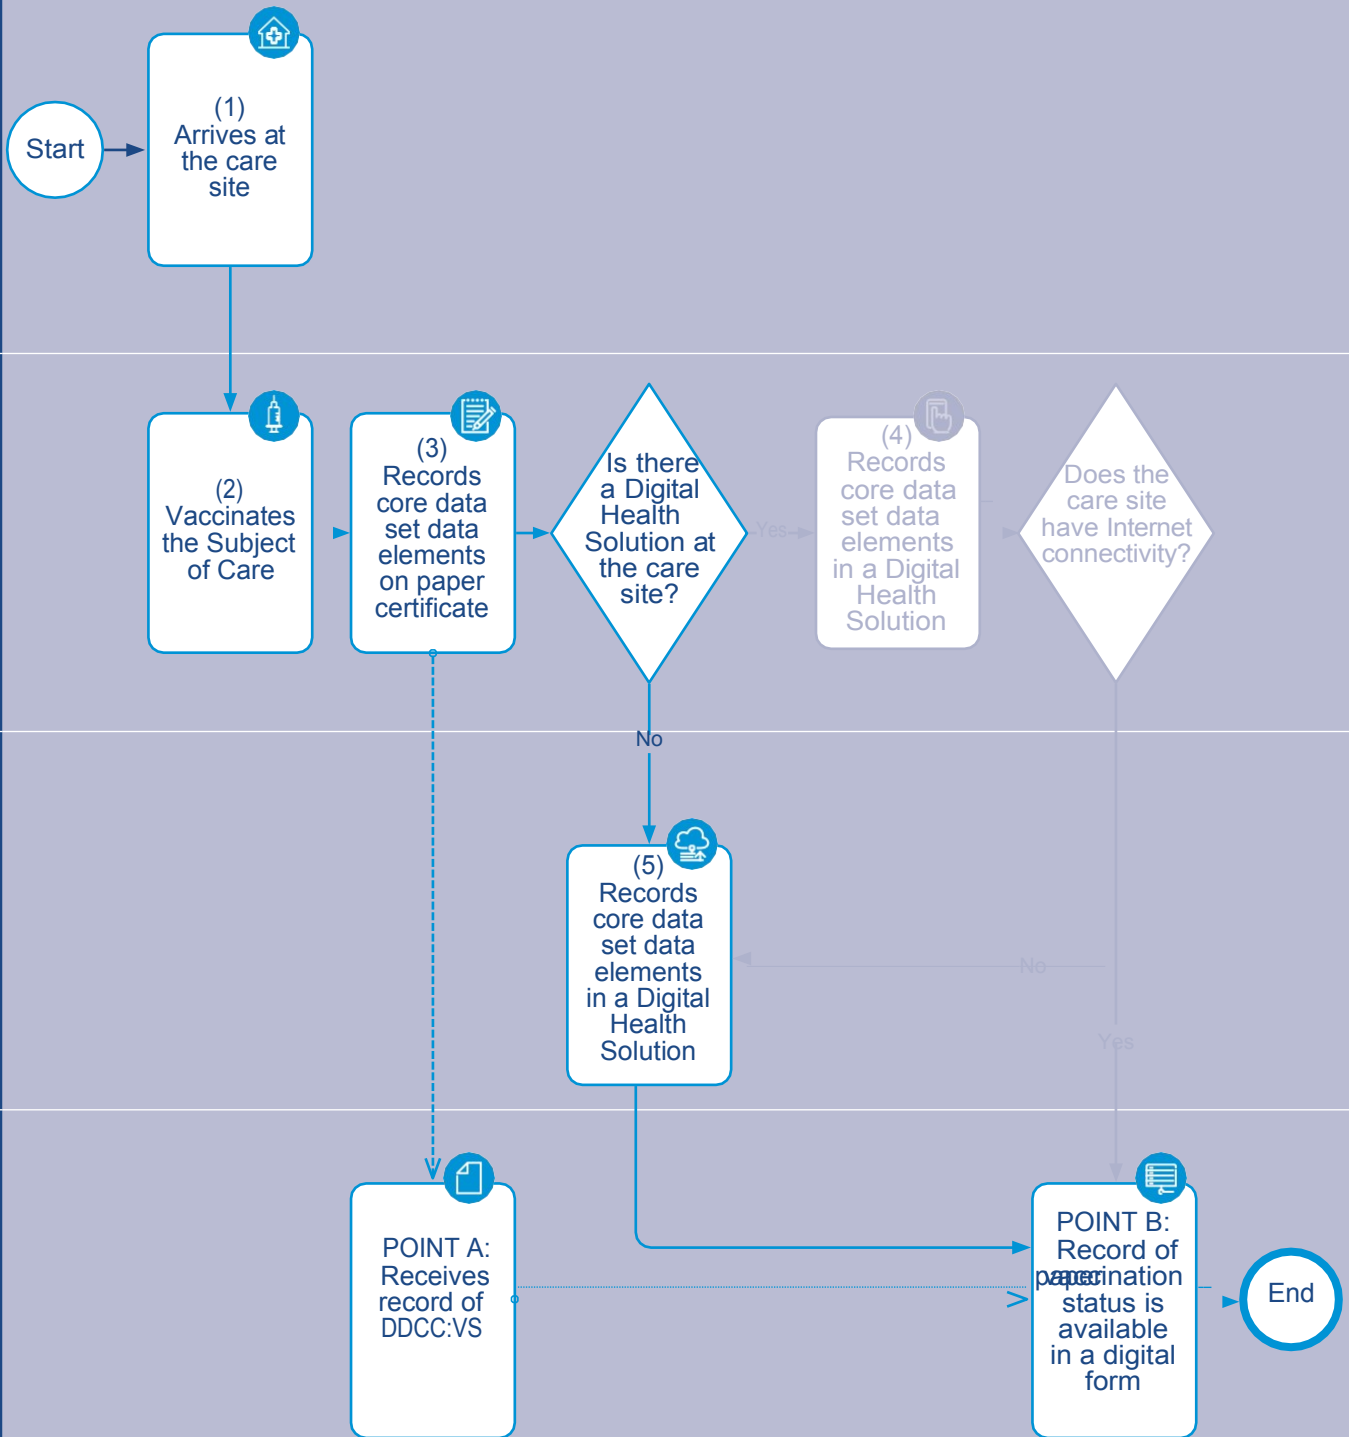 Start
(1)
Arrives at
the care
site
(2)
Vaccinates
the Subject
of Care
(3)
Records
core data
set data
elements
on paper
certificate
Is there
a Digital
Health
Solution at
the care
site?
Yes
(4)
Records
core data
set data
elements
in a Digital
Health
Solution
Does the
care site
have Internet
connectivity?
No
(5)
Records
core data
set data
elements
in a Digital
Health
Solution
No
Yes
POINT A:
Receives
record of
DDCC:VS
POINT B:
Record of
paper
vaccination
status is
available
in a digital
form
End